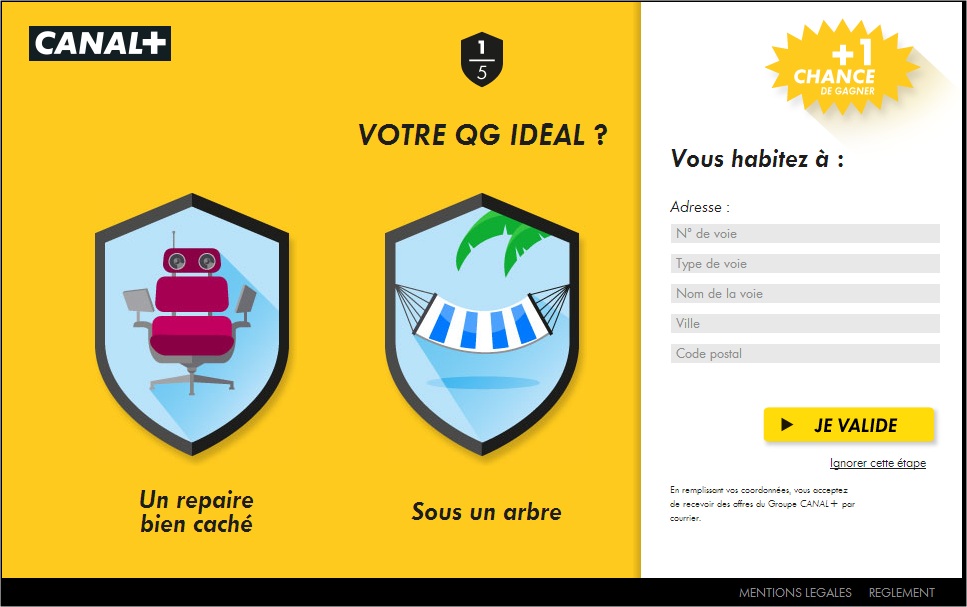 CANAL+
1
5
VOTRE QG IDÉAL ?
Un repaire
bien caché
Sous un arbre
+1
CHANCE
DE GAGNER
Vous habitez à :
Adresse :
N° de voie
Type de voie
Nom de la voie
Ville
Code postal
JE VALIDE
Ignorer cette étape
En remplissant vos coordonnées, vous acceptez
de recevoir des offres du Groupe CANAL+ par
courrier.
MENTIONS LEGALES REGLEMENT